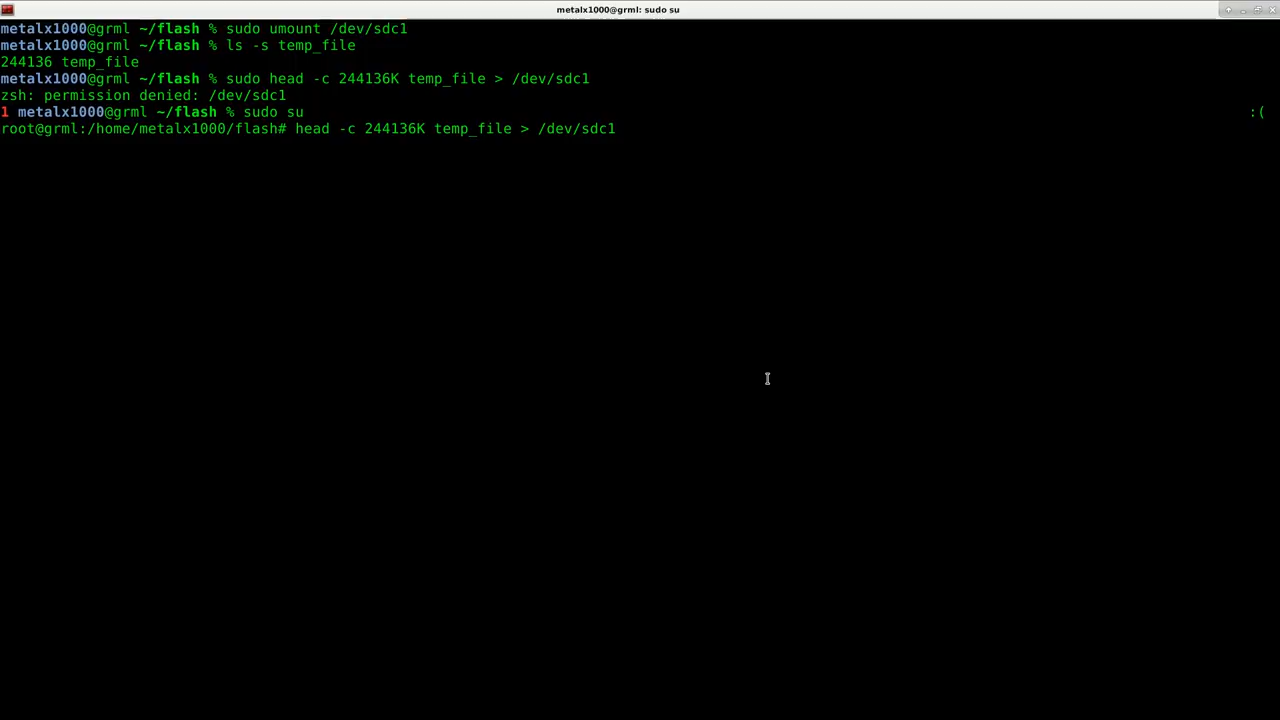 metalx1000@grml: sudo su
metalx1000@grml ~/flash % sudo umount /dev/sdc1
metalx1000@grml ~/flash % ls -s temp_file
244136 temp_file
metalx1000@grml ~/flash % sudo head -c 244136K temp_file > /dev/sdc1
zsh: permission denied: /dev/sdc1
1 metalx1000@grml ~/flash % sudo su :(
root@grml:/home/metalx1000/flash# head -c 244136K temp_file > /dev/sdc1